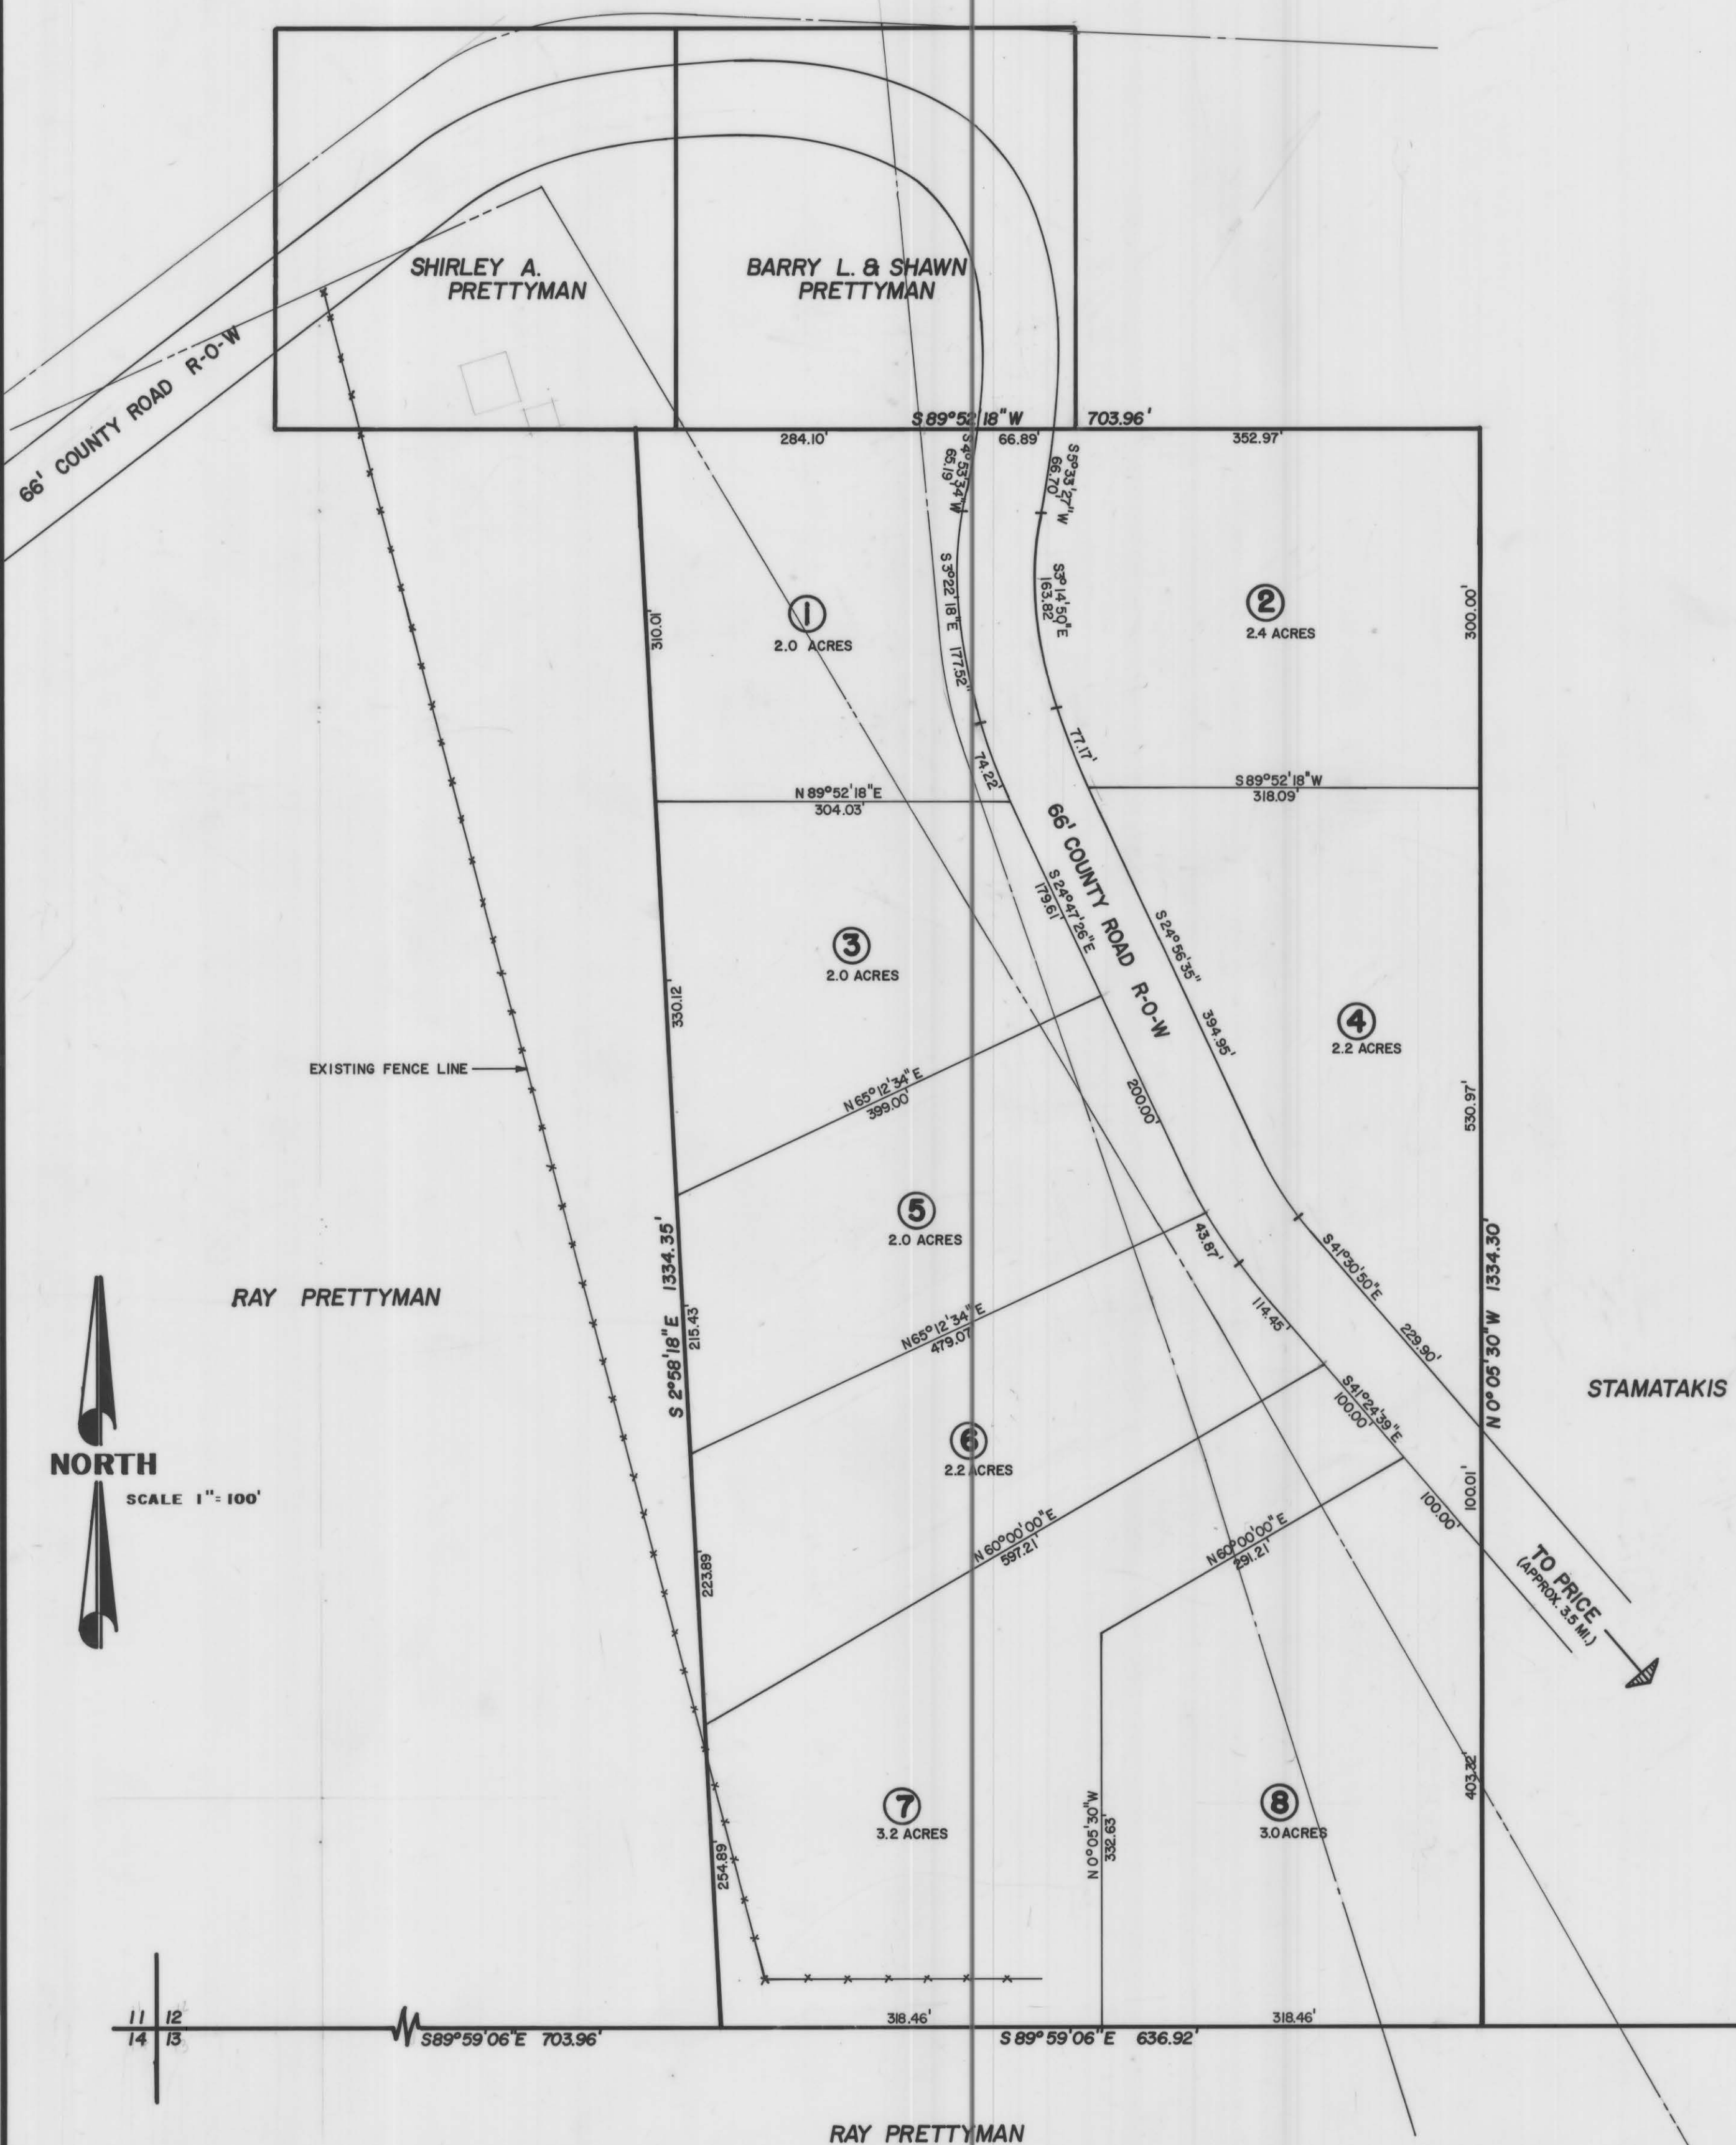 SHIRLEY A.
PRETTYMAN
BARRY L. & SHAWN
PRETTYMAN
66' COUNTY ROAD R-O-W
S 89°52'18"W 703.96'
284.10'
66.89'
352.97'
S4°53'34"W
65.19'
S5°33'27"W
66.70'
S 3°22'18"E 177.52"
S3°14'50"E
163.82'
310.01'
1
2.0 ACRES
2
2.4 ACRES
300.00'
77.17'
74.22'
N 89°52'18"E
304.03'
S 89°52'18"W
318.09'
66' COUNTY ROAD R-O-W
S 24°47'26"E
179.61'
S 24°56'35"
394.95'
3
2.0 ACRES
330.12'
4
2.2 ACRES
EXISTING FENCE LINE
N 65°12'34"E
399.00'
200.00'
530.97'
5
2.0 ACRES
43.87'
S 41°30'50"E
229.90'
RAY PRETTYMAN
S 2°58'18"E 1334.35'
215.43'
N65°12'34"E
479.07'
114.45'
N 0°05'30"W 1334.30'
STAMATAKIS
S41°24'39"E
100.00'
6
2.2 ACRES
NORTH
SCALE 1"=100'
100.01'
100.00'
N 60°00'00"E
597.21'
N 60°00'00"E
291.21'
223.89'
TO PRICE
(APPROX. 3.5 MI.)
7
3.2 ACRES
8
3.0 ACRES
N 0°05'30"W
332.63'
254.89'
11 12
14 13
318.46'
318.46'
S89°59'06"E 703.96'
S 89°59'06"E 636.92'
RAY PRETTYMAN